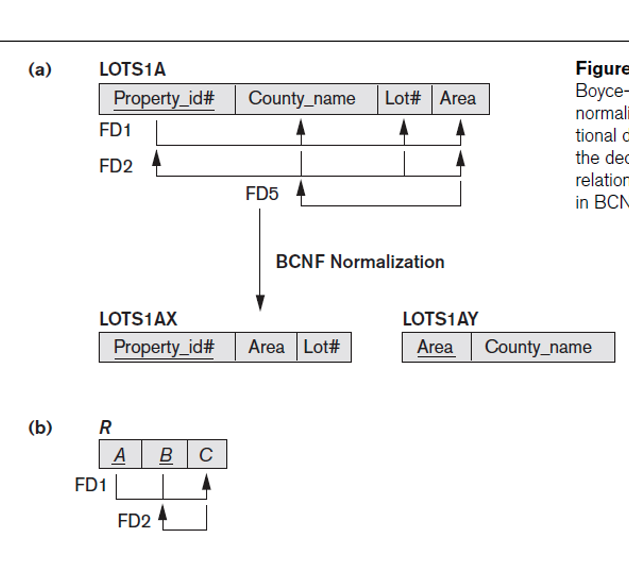 (a)
LOTS1A
Property_id# County_name Lot# Area
FD1
FD2
FD5
BCNF Normalization
LOTS1AX
Property_id# Area Lot#
LOTS1AY
Area County_name
(b)
R
A B C
FD1
FD2
Figure
Boyce-
normali
tional d
the dec
relation
in BCN